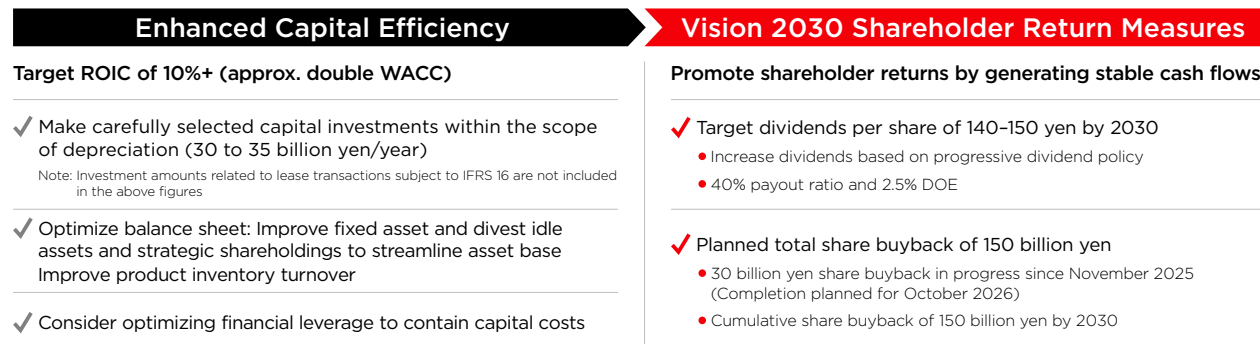 Enhanced Capital Efficiency
Target ROIC of 10%+ (approx. double WACC)
Make carefully selected capital investments within the scope
of depreciation (30 to 35 billion yen/year)
Note: Investment amounts related to lease transactions subject to IFRS 16 are not included
in the above figures
Optimize balance sheet: Improve fixed asset and divest idle
assets and strategic shareholdings to streamline asset base
Improve product inventory turnover
Consider optimizing financial leverage to contain capital costs
Vision 2030 Shareholder Return Measures
Promote shareholder returns by generating stable cash flows
Target dividends per share of 140–150 yen by 2030
• Increase dividends based on progressive dividend policy
• 40% payout ratio and 2.5% DOE
Planned total share buyback of 150 billion yen
• 30 billion yen share buyback in progress since November 2025
(Completion planned for October 2026)
• Cumulative share buyback of 150 billion yen by 2030